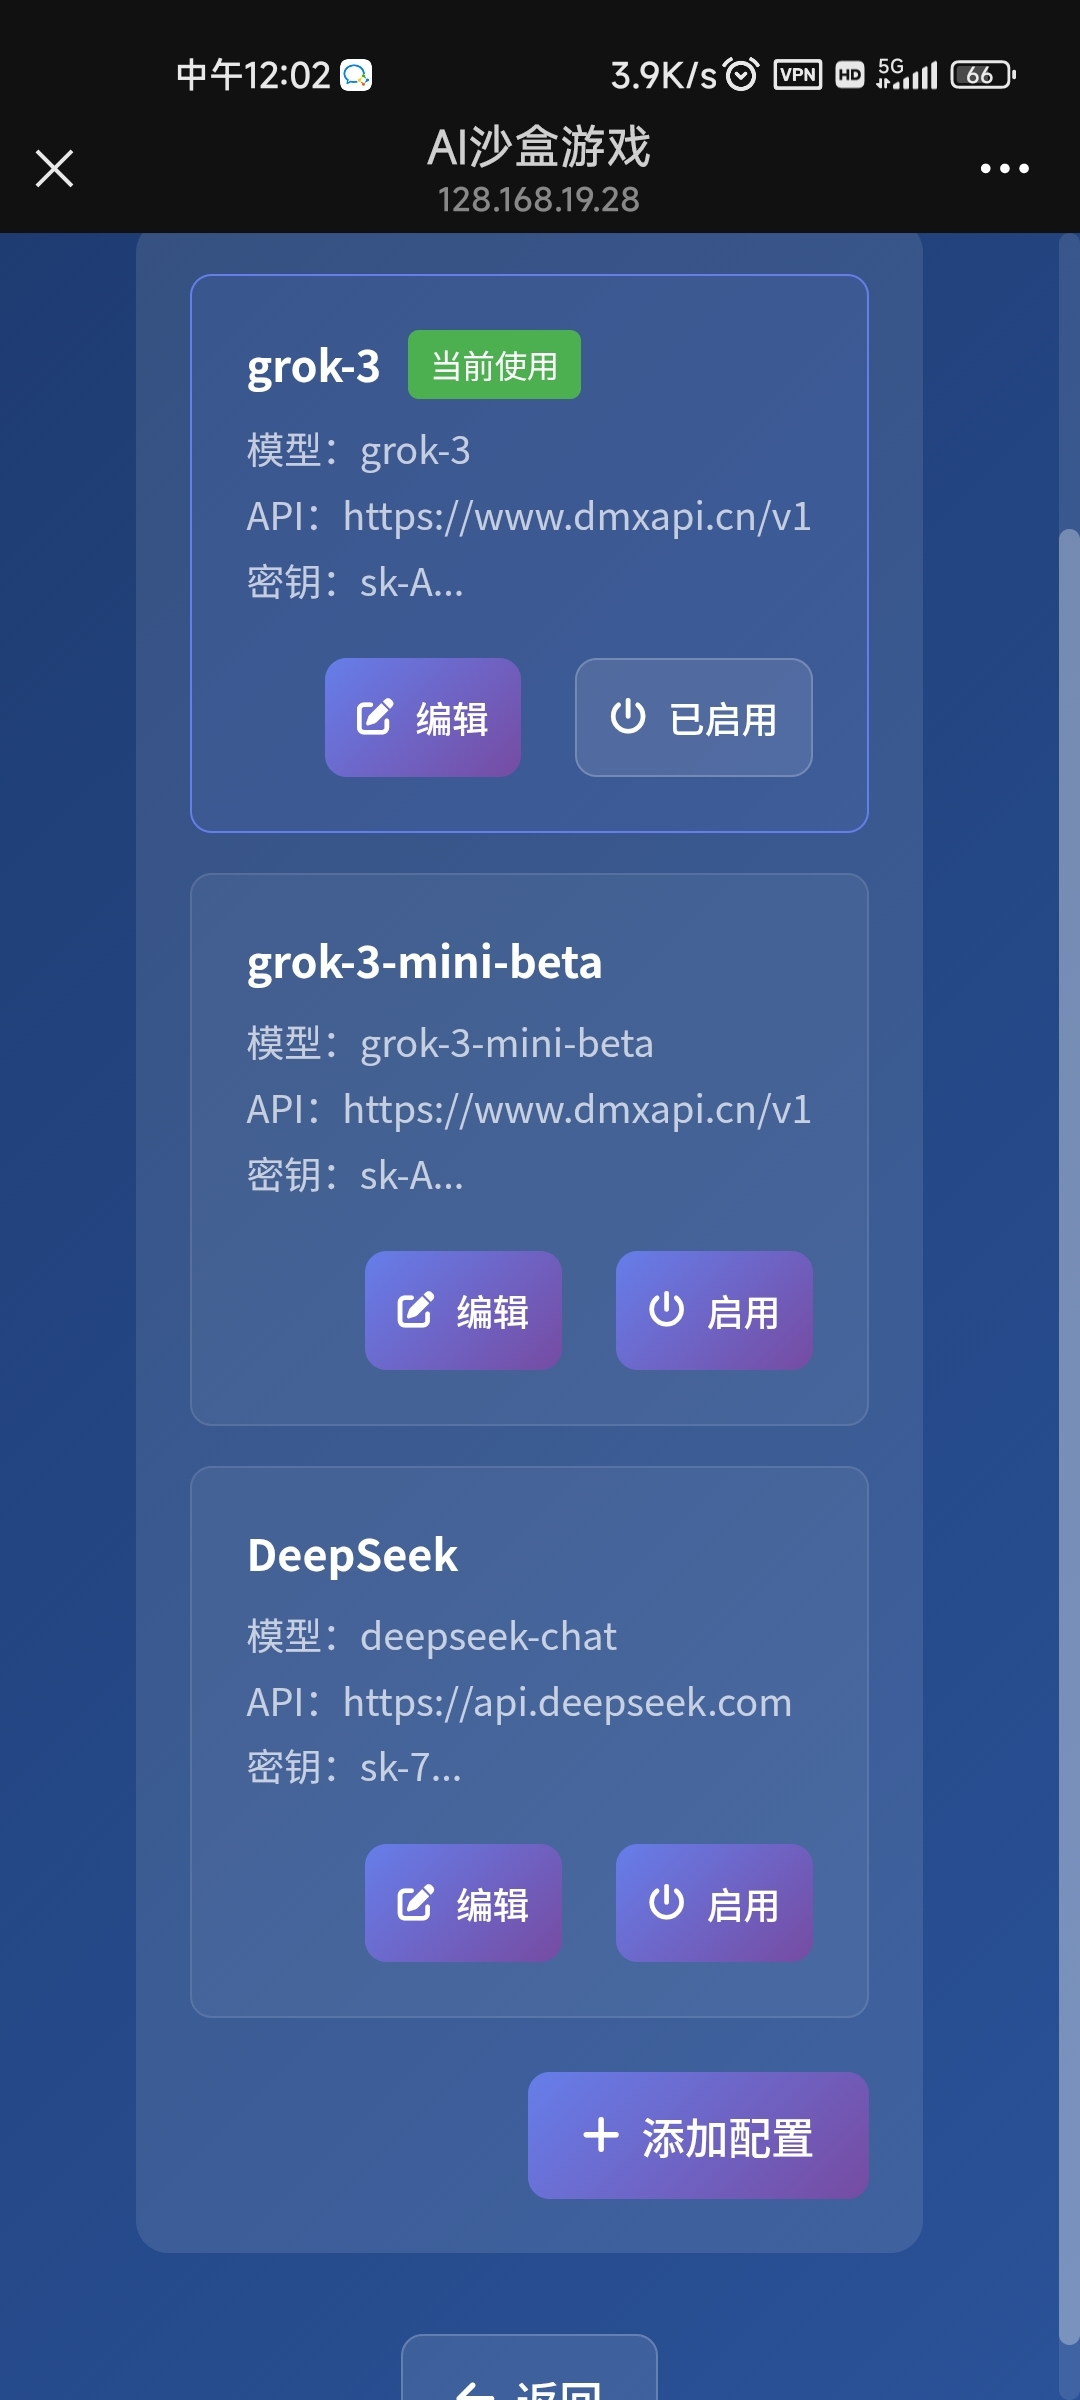 中午12:02 3.9K/s VPN HD 5G 66
AI沙盒游戏
128.168.19.28
grok-3 当前使用
模型：grok-3
API：https://www.dmxapi.cn/v1
密钥：sk-A...
编辑 已启用
grok-3-mini-beta
模型：grok-3-mini-beta
API：https://www.dmxapi.cn/v1
密钥：sk-A...
编辑 启用
DeepSeek
模型：deepseek-chat
API：https://api.deepseek.com
密钥：sk-7...
编辑 启用
添加配置
返回